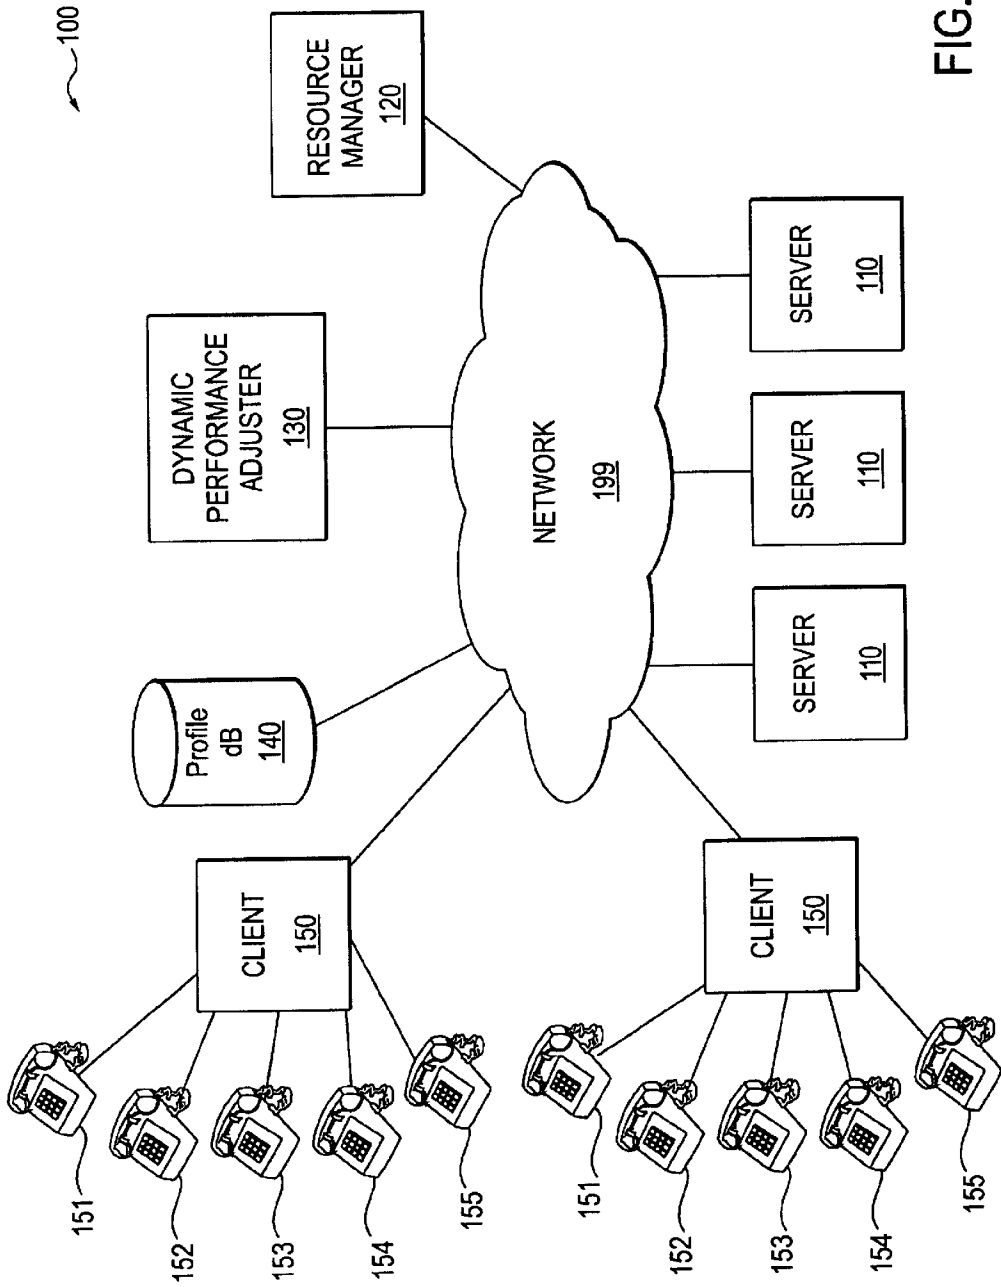 100
151
152
153
154
155
CLIENT
150
Profile
dB
140
DYNAMIC
PERFORMANCE
ADJUSTER
130
RESOURCE
MANAGER
120
NETWORK
199
151
152
153
154
155
CLIENT
150
SERVER
110
SERVER
110
SERVER
110
FIG.